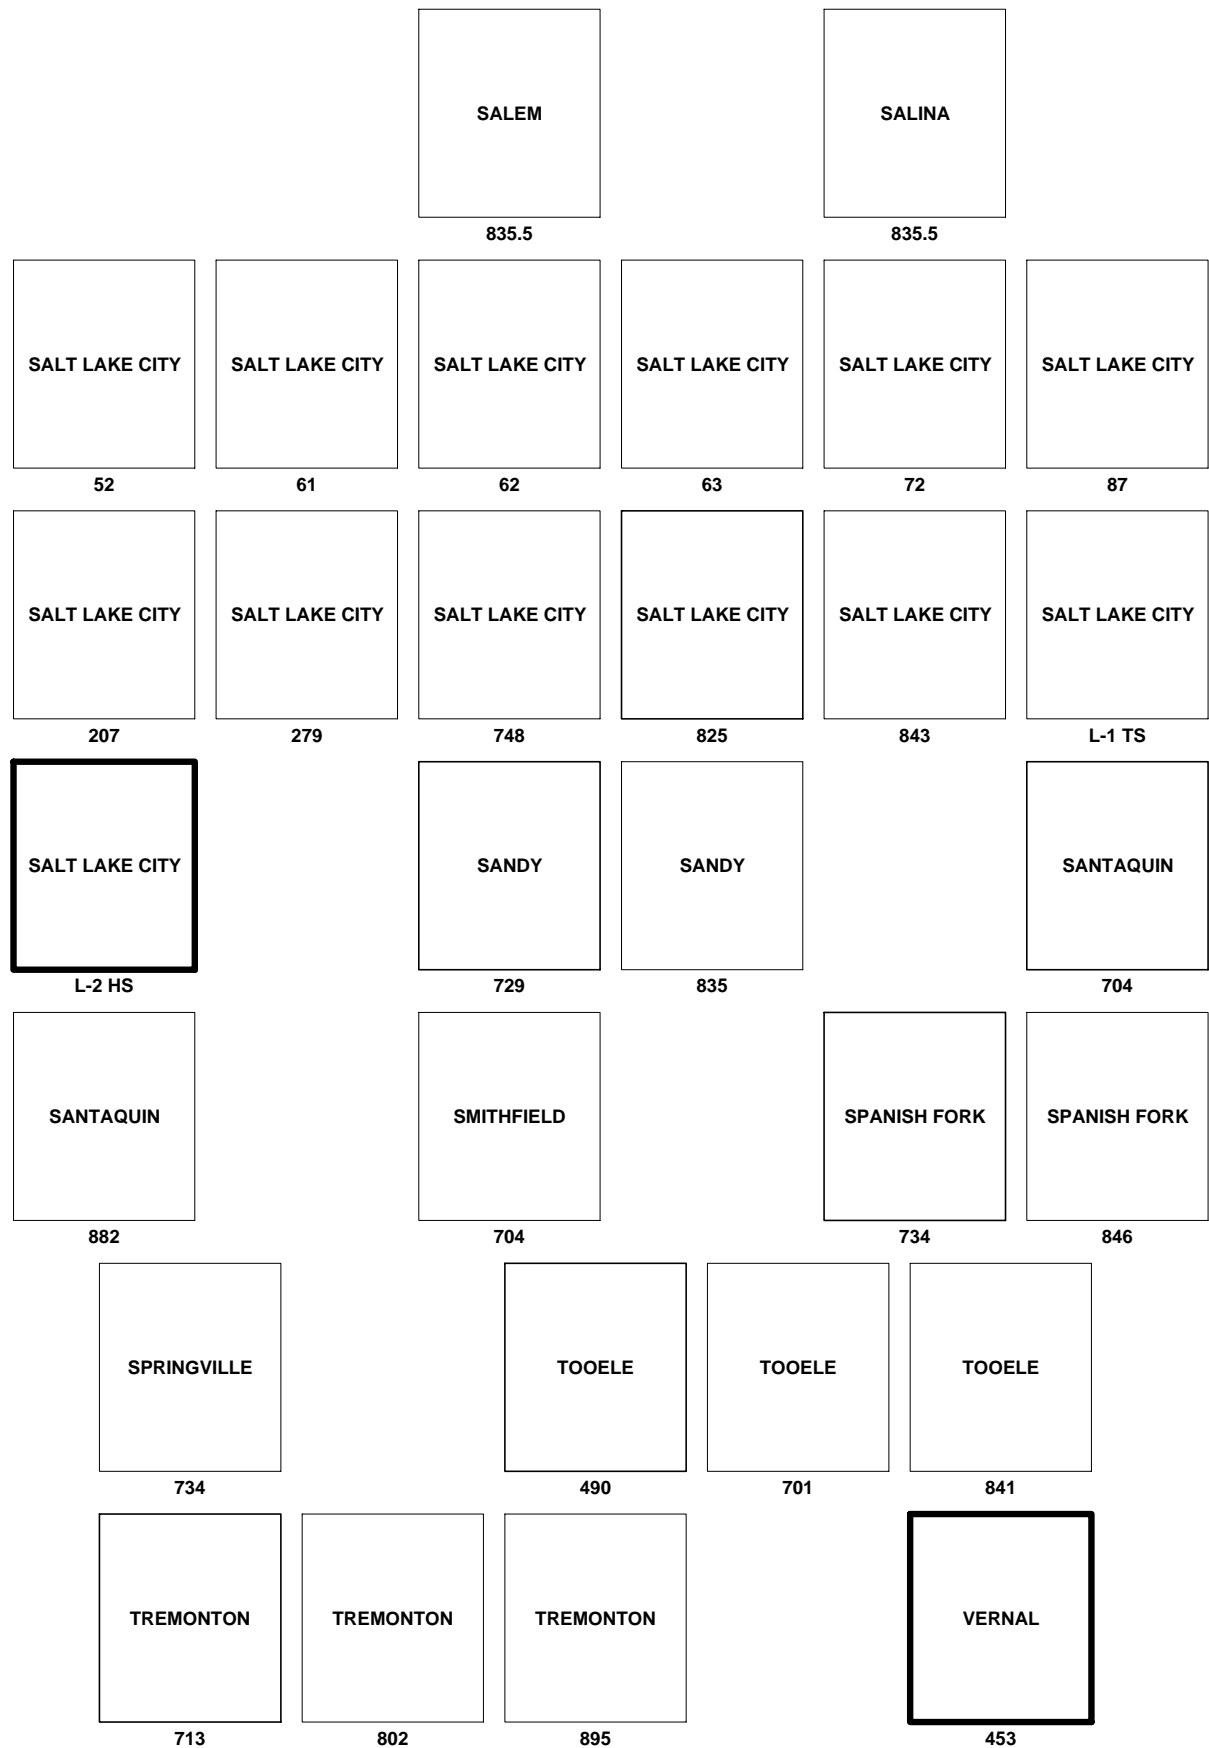 SALEM SALINA
835.5 835.5
SALT LAKE CITY SALT LAKE CITY SALT LAKE CITY SALT LAKE CITY SALT LAKE CITY SALT LAKE CITY
52 61 62 63 72 87
SALT LAKE CITY SALT LAKE CITY SALT LAKE CITY SALT LAKE CITY SALT LAKE CITY SALT LAKE CITY
207 279 748 825 843 L-1 TS
SALT LAKE CITY SANDY SANDY SANTAQUIN
L-2 HS 729 835 704
SANTAQUIN SMITHFIELD SPANISH FORK SPANISH FORK
882 704 734 846
SPRINGVILLE TOOELE TOOELE TOOELE
734 490 701 841
TREMONTON TREMONTON TREMONTON VERNAL
713 802 895 453